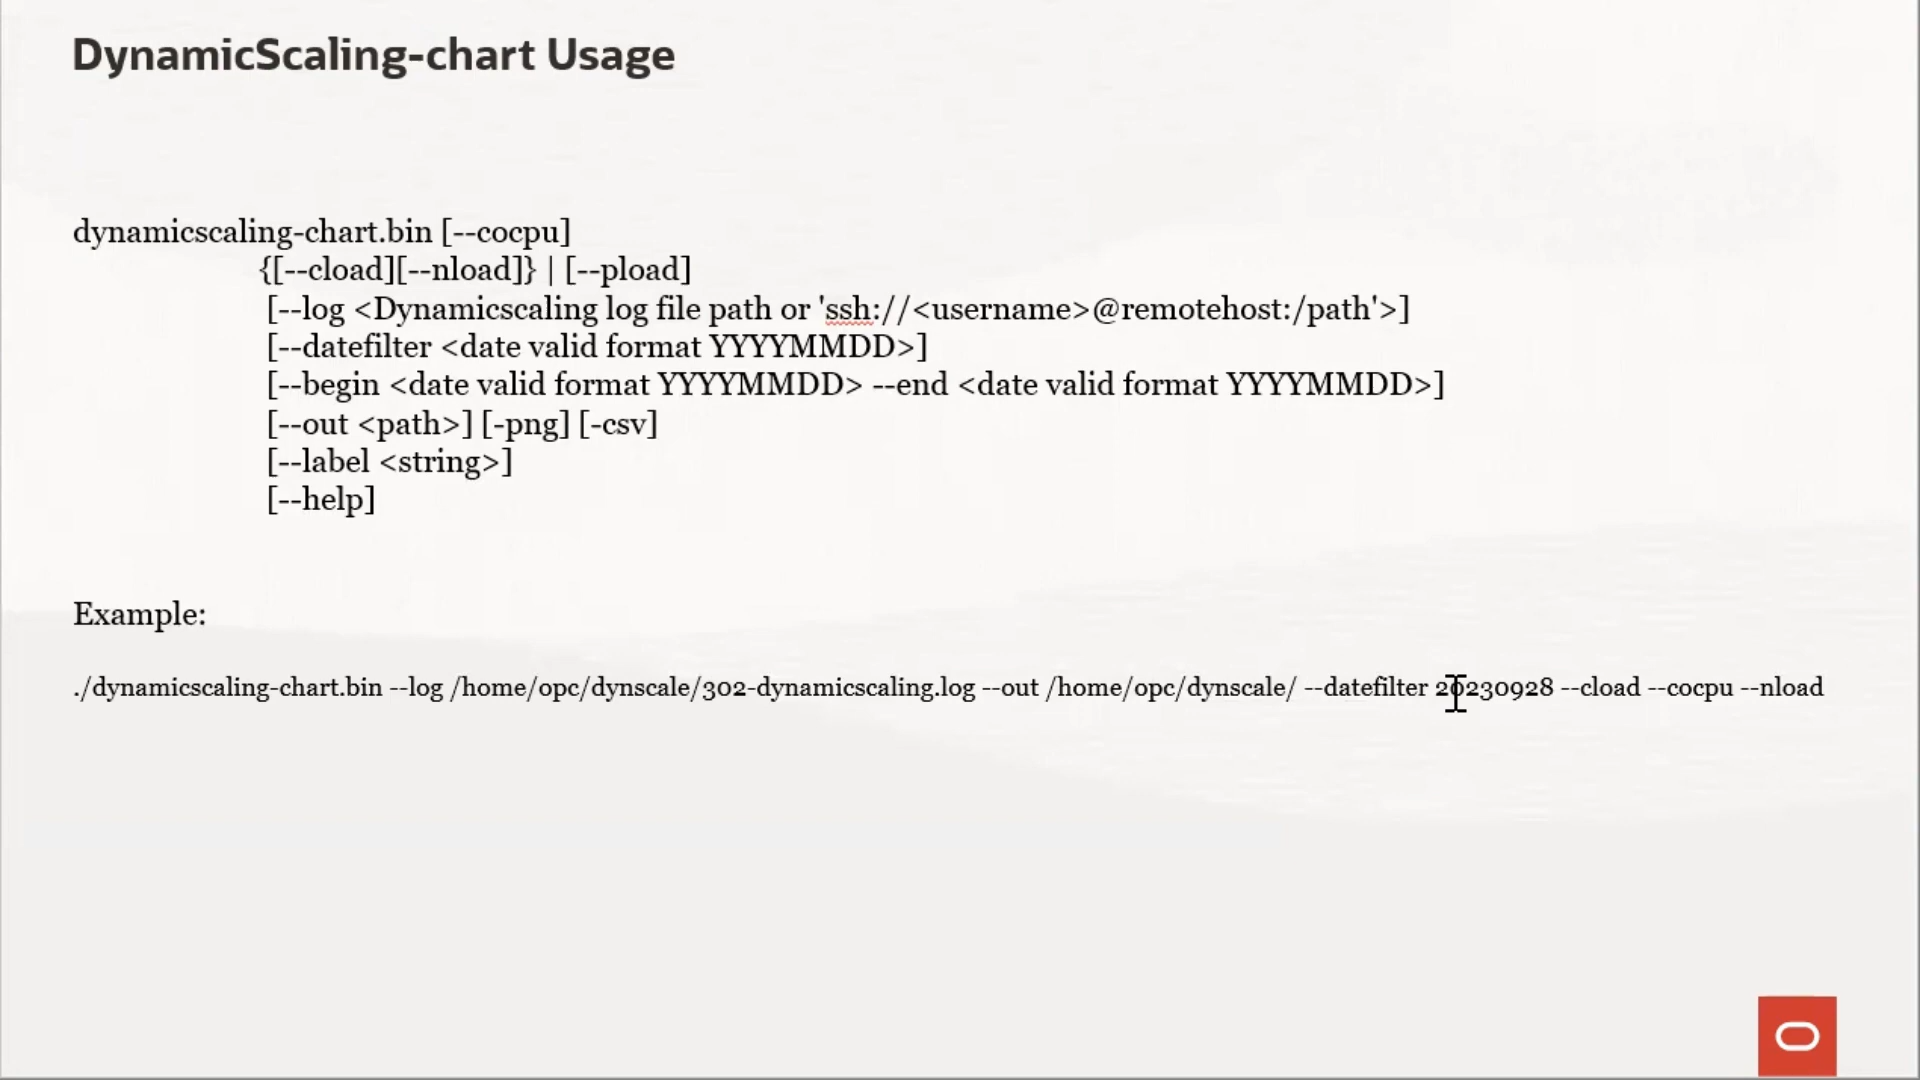 DynamicScaling-chart Usage
dynamicscaling-chart.bin [--cocpu]
{[--cload][--nload]} | [--pload]
[--log <Dynamicscaling log file path or 'ssh://<username>@remotehost:/path'>]
[--datefilter <date valid format YYYYMMDD>]
[--begin <date valid format YYYYMMDD> --end <date valid format YYYYMMDD>]
[--out <path>] [-png] [-csv]
[--label <string>]
[--help]
Example:
./dynamicscaling-chart.bin --log /home/opc/dynscale/302-dynamicscaling.log --out /home/opc/dynscale/ --datefilter 20230928 --cload --cocpu --nload